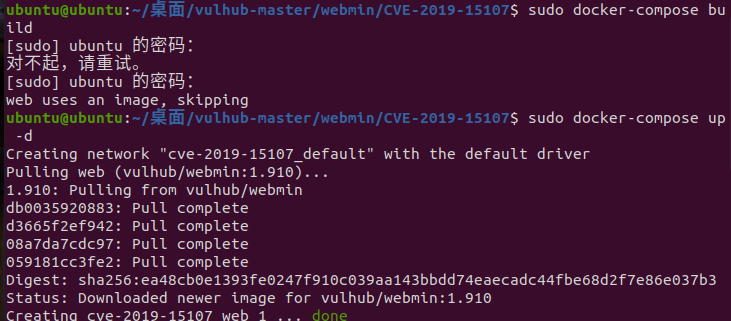 ubuntu@ubuntu:~/桌面/vulhub-master/webmin/CVE-2019-15107$ sudo docker-compose bu
ild
[sudo] ubuntu 的密码：
对不起，请重试。
[sudo] ubuntu 的密码：
web uses an image, skipping
ubuntu@ubuntu:~/桌面/vulhub-master/webmin/CVE-2019-15107$ sudo docker-compose up
 -d
Creating network "cve-2019-15107_default" with the default driver
Pulling web (vulhub/webmin:1.910)...
1.910: Pulling from vulhub/webmin
db0035920883: Pull complete
d3665f2ef942: Pull complete
08a7da7cdc97: Pull complete
059181cc3fe2: Pull complete
Digest: sha256:ea48cb0e1393fe0247f910c039aa143bbdd74eaecadc44fbe68d2f7e86e037b3
Status: Downloaded newer image for vulhub/webmin:1.910
Creating cve-2019-15107_web_1 ... done